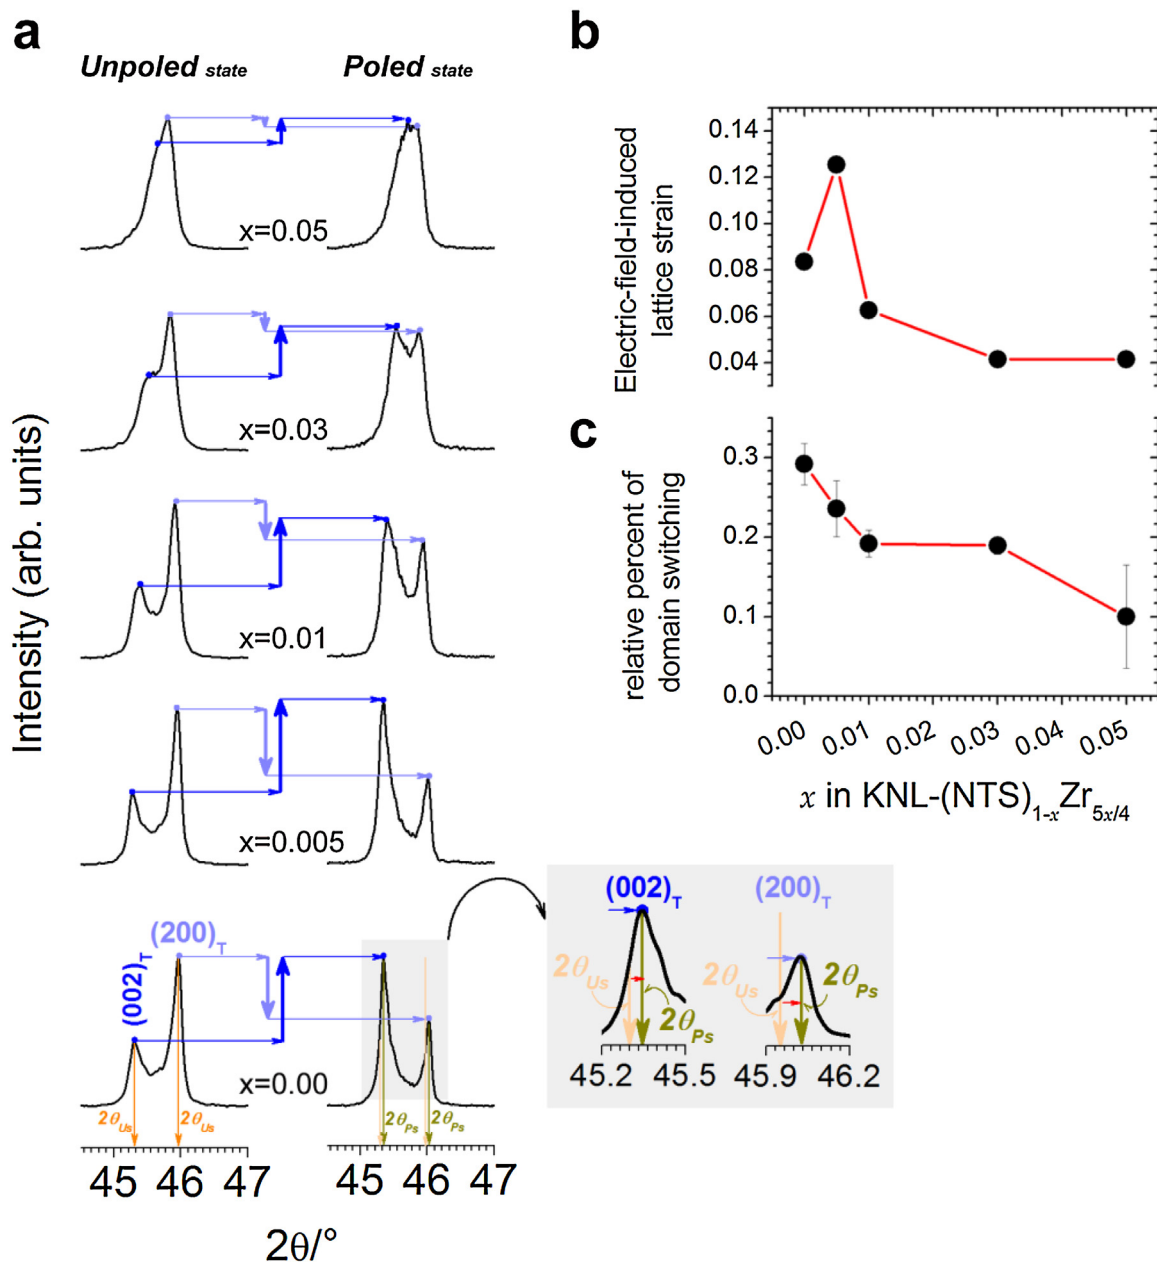 a
Unpoled state
Poled state
x=0.05
x=0.03
x=0.01
x=0.005
x=0.00
(002)T
(200)T
2θUs
2θUs
2θPs
2θPs
45 46 47
45 46 47
2θ/°
Intensity (arb. units)
b
Electric-field-induced
lattice strain
0.14
0.12
0.10
0.08
0.06
0.04
c
relative percent of
domain switching
0.3
0.2
0.1
0.0
0.00 0.01 0.02 0.03 0.04 0.05
x in KNL-(NTS)1-xZr5x/4
(002)T
(200)T
2θUs
2θPs
2θUs
2θPs
45.2 45.5
45.9 46.2